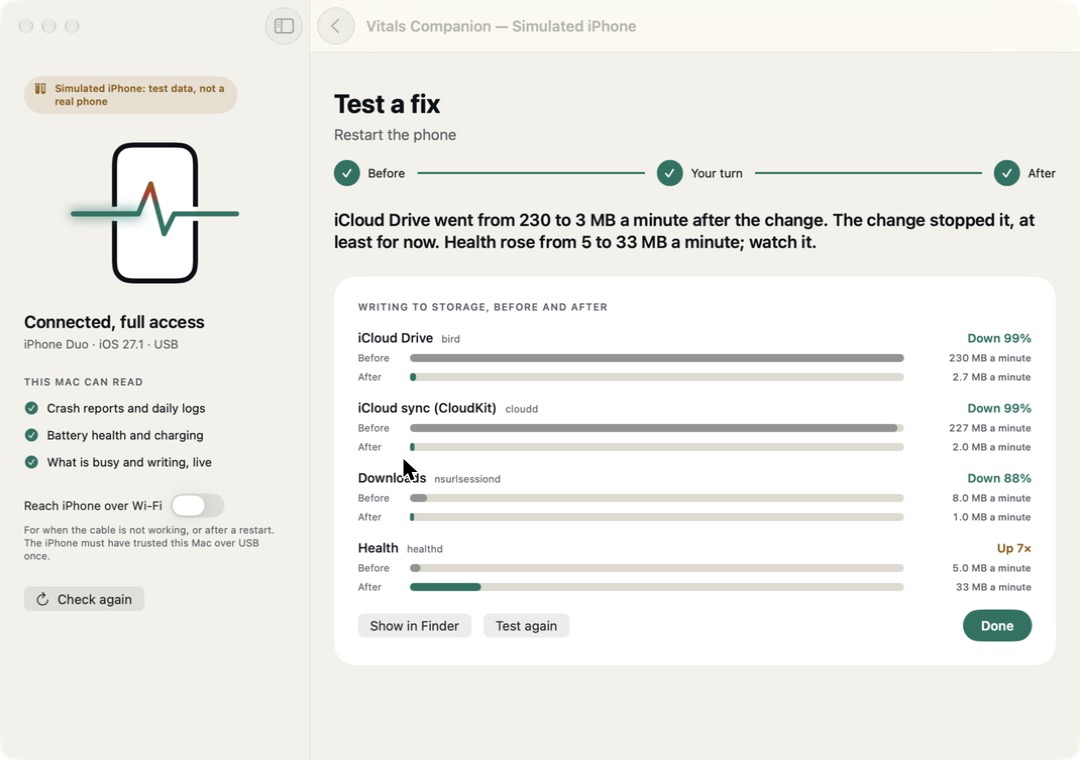 Vitals Companion — Simulated iPhone
Simulated iPhone: test data, not a
real phone
Connected, full access
iPhone Duo · iOS 27.1 · USB
THIS MAC CAN READ
Crash reports and daily logs
Battery health and charging
What is busy and writing, live
Reach iPhone over Wi-Fi
For when the cable is not working, or after a restart.
The iPhone must have trusted this Mac over USB
once.
Check again
Test a fix
Restart the phone
Before
Your turn
After
iCloud Drive went from 230 to 3 MB a minute after the change. The change stopped it, at
least for now. Health rose from 5 to 33 MB a minute; watch it.
WRITING TO STORAGE, BEFORE AND AFTER
iCloud Drive bird Down 99%
Before 230 MB a minute
After 2.7 MB a minute
iCloud sync (CloudKit) cloudd Down 99%
Before 227 MB a minute
After 2.0 MB a minute
Downloads nsurlsessiond Down 88%
Before 8.0 MB a minute
After 1.0 MB a minute
Health healthd Up 7×
Before 5.0 MB a minute
After 33 MB a minute
Show in Finder
Test again
Done